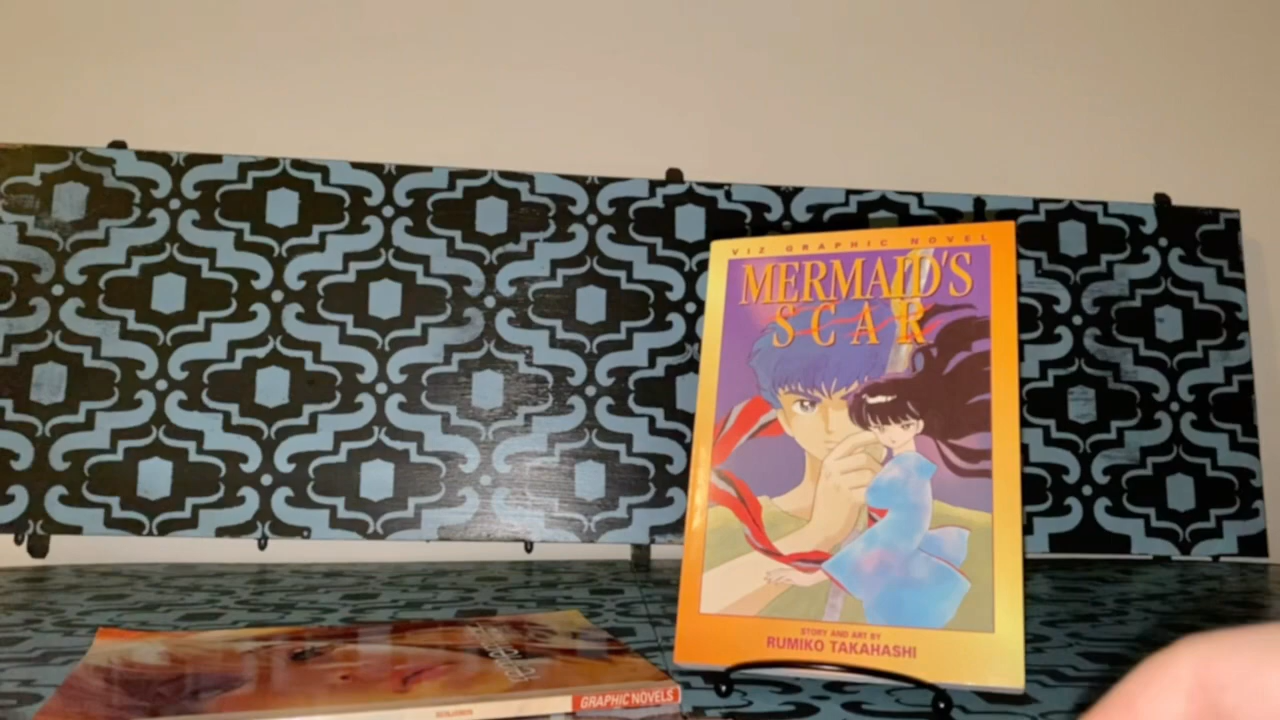 VIZ GRAPHIC NOVEL
MERMAID'S
SCAR
STORY AND ART BY
RUMIKO TAKAHASHI
GRAPHIC NOVELS